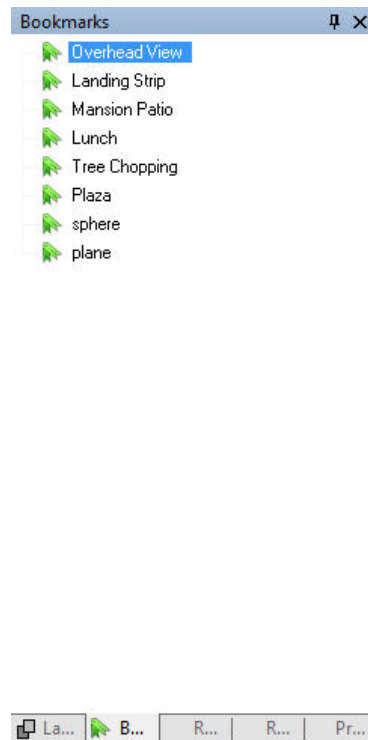 Bookmarks
Overhead View
Landing Strip
Mansion Patio
Lunch
Tree Chopping
Plaza
sphere
plane
La... B... R... R... Pr...